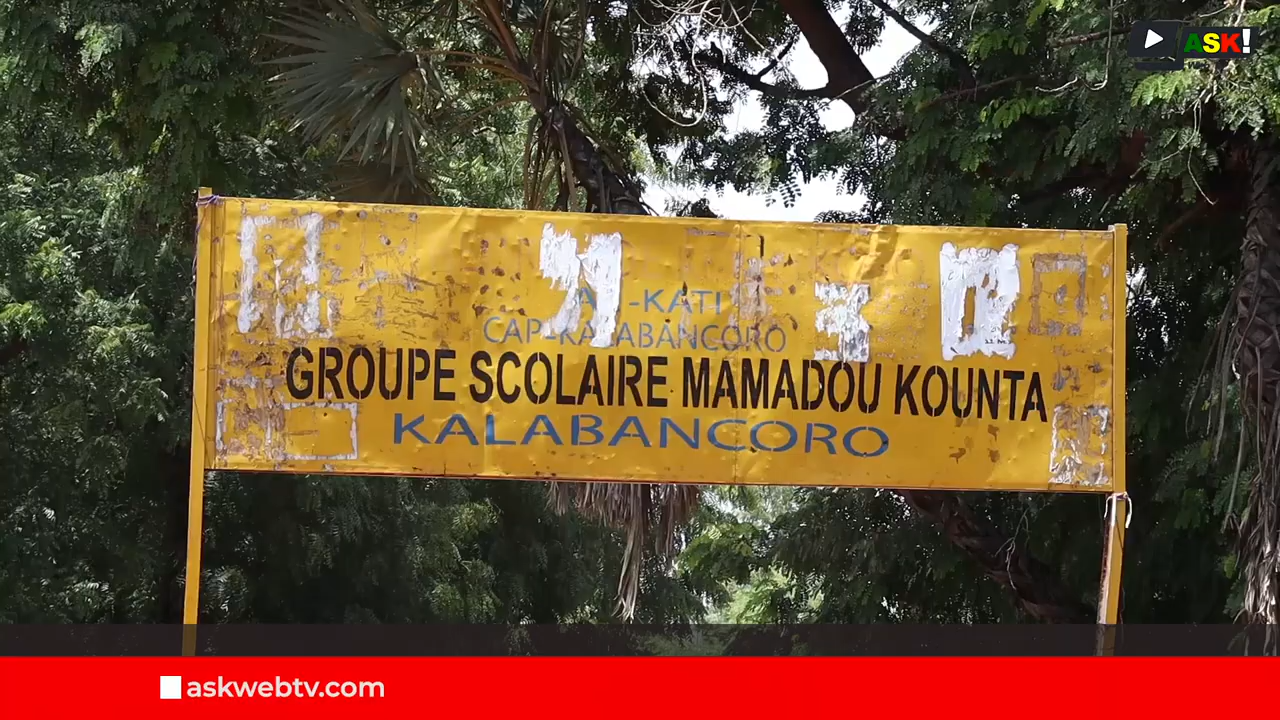 ASK!
-KATI
CAP-KALABANCORO
GROUPE SCOLAIRE MAMADOU KOUNTA
KALABANCORO
askwebtv.com